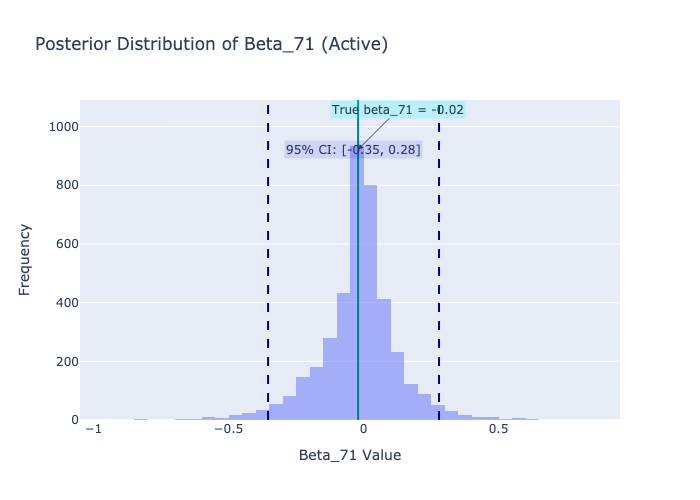 Posterior Distribution of Beta_71 (Active)
True beta_71 = -0.02
95% CI: [-0.35, 0.28]
1000
800
600
400
200
0
Frequency
−1
−0.5
0
0.5
Beta_71 Value